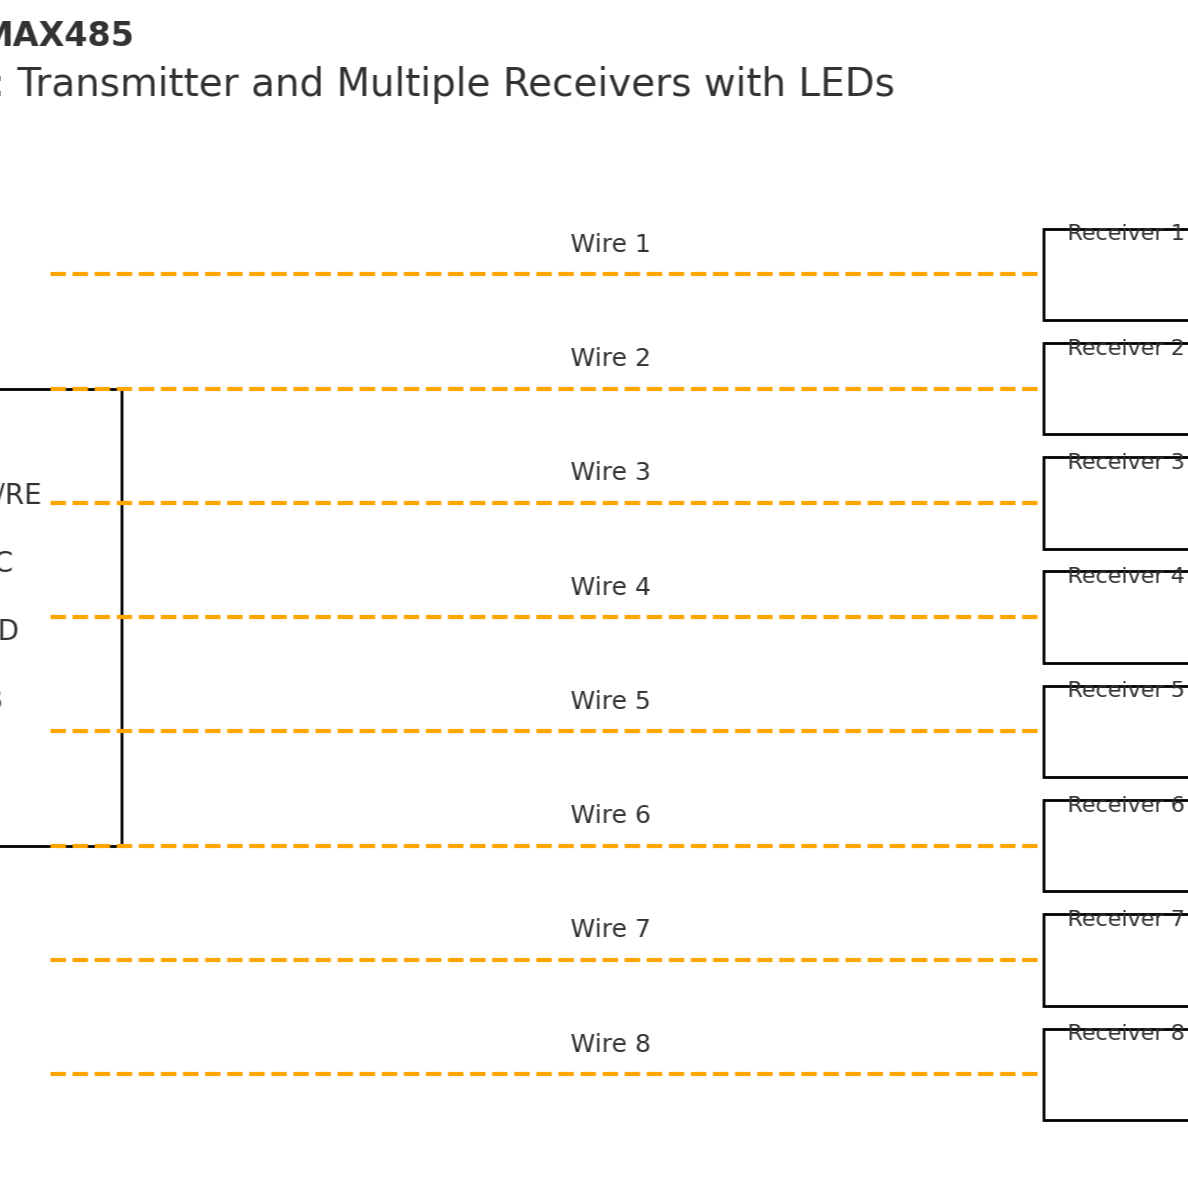 MAX485
: Transmitter and Multiple Receivers with LEDs
Wire 1
Receiver 1
Wire 2
Receiver 2
Wire 3
Receiver 3
/RE
Wire 4
Receiver 4
C
D
Wire 5
Receiver 5
Wire 6
Receiver 6
Wire 7
Receiver 7
Wire 8
Receiver 8